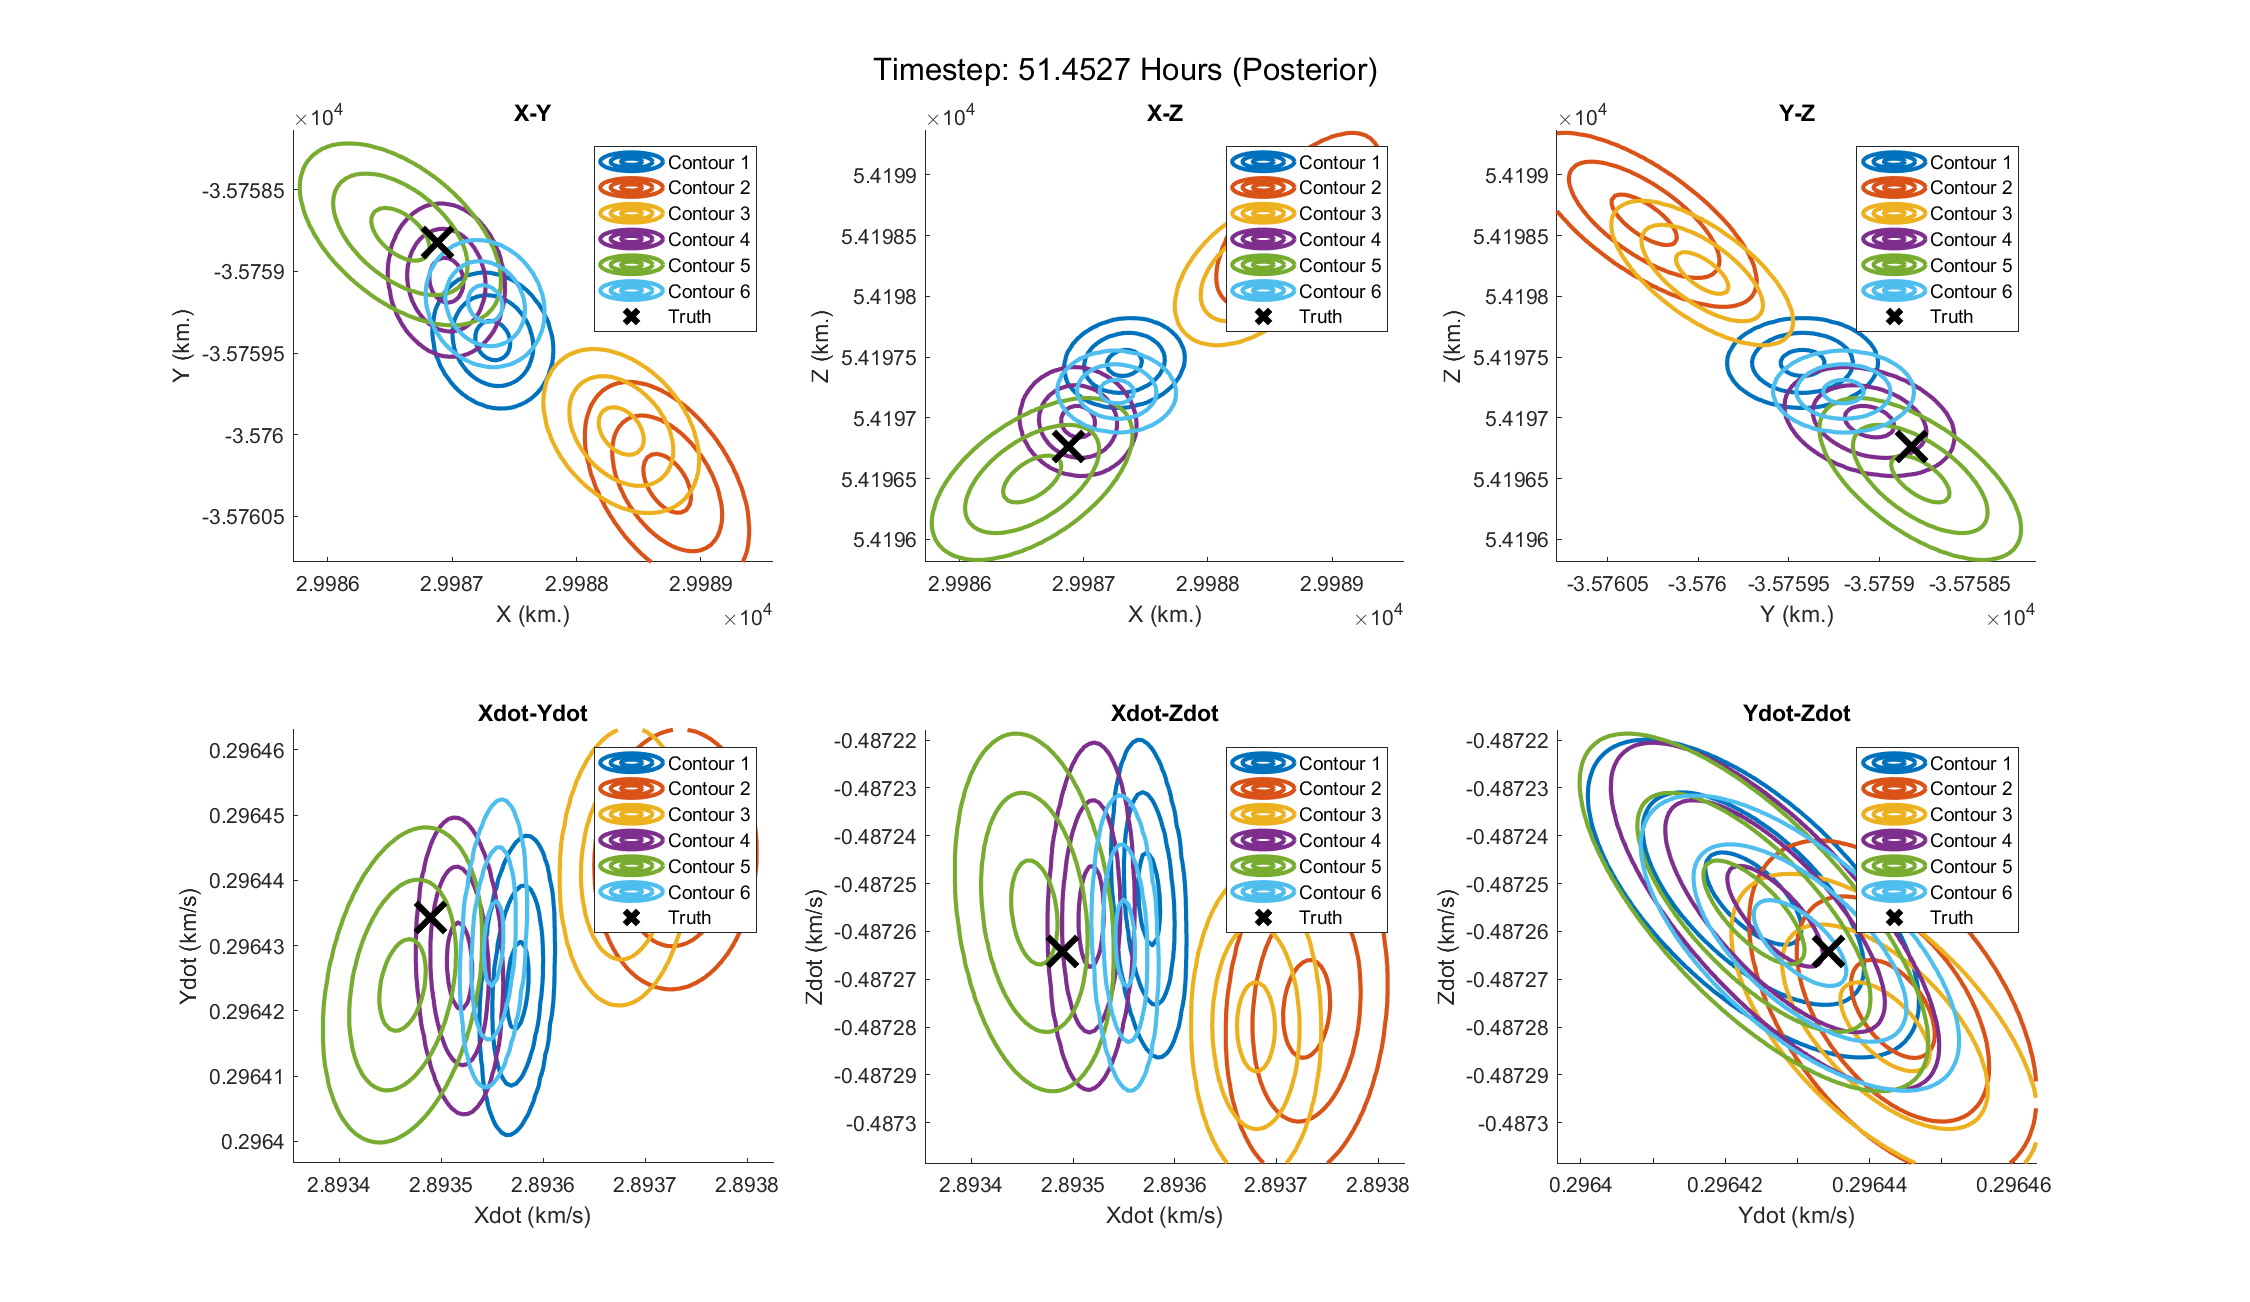 Timestep: 51.4527 Hours (Posterior)
X-Y
×10⁴
-3.57585
-3.5759
-3.57595
-3.576
-3.57605
Y (km.)
2.9986 2.9987 2.9988 2.9989
X (km.)
×10⁴
Contour 1
Contour 2
Contour 3
Contour 4
Contour 5
Contour 6
Truth
X-Z
×10⁴
5.4199
5.41985
5.4198
5.41975
5.4197
5.41965
5.4196
Z (km.)
2.9986 2.9987 2.9988 2.9989
X (km.)
×10⁴
Contour 1
Contour 2
Contour 3
Contour 4
Contour 5
Contour 6
Truth
Y-Z
×10⁴
5.4199
5.41985
5.4198
5.41975
5.4197
5.41965
5.4196
Z (km.)
-3.57605 -3.576 -3.57595 -3.5759 -3.57585
Y (km.)
×10⁴
Contour 1
Contour 2
Contour 3
Contour 4
Contour 5
Contour 6
Truth
Xdot-Ydot
0.296446
0.29645
0.29644
0.29643
0.29642
0.29641
0.2964
Ydot (km/s)
2.8934 2.8935 2.8936 2.8937 2.8938
Xdot (km/s)
Contour 1
Contour 2
Contour 3
Contour 4
Contour 5
Contour 6
Truth
Xdot-Zdot
-0.48722
-0.48723
-0.48724
-0.48725
-0.48726
-0.48727
-0.48728
-0.48729
-0.4873
Zdot (km/s)
2.8934 2.8935 2.8936 2.8937 2.8938
Xdot (km/s)
Contour 1
Contour 2
Contour 3
Contour 4
Contour 5
Contour 6
Truth
Ydot-Zdot
-0.48722
-0.48723
-0.48724
-0.48725
-0.48726
-0.48727
-0.48728
-0.48729
-0.4873
Zdot (km/s)
0.2964 0.29642 0.29644 0.29646
Ydot (km/s)
Contour 1
Contour 2
Contour 3
Contour 4
Contour 5
Contour 6
Truth